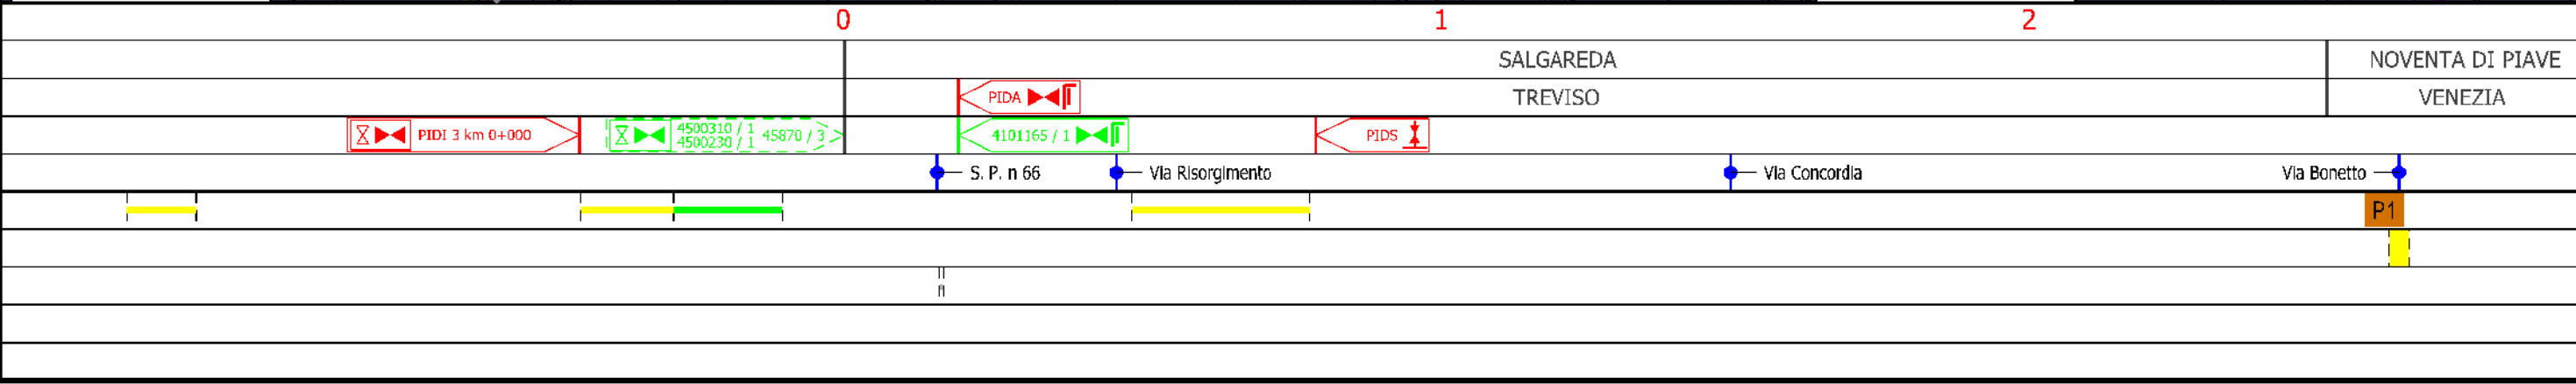 0 1 2
SALGAREDA NOVENTA DI PIAVE
PIDA TREVISO VENEZIA
PIDI 3 km 0+000 4500310 / 1 45870 / 3 4101165 / 1 PIDS
4500230 / 1
S. P. n 66 Via Risorgimento Via Concordia Via Bonetto
P1